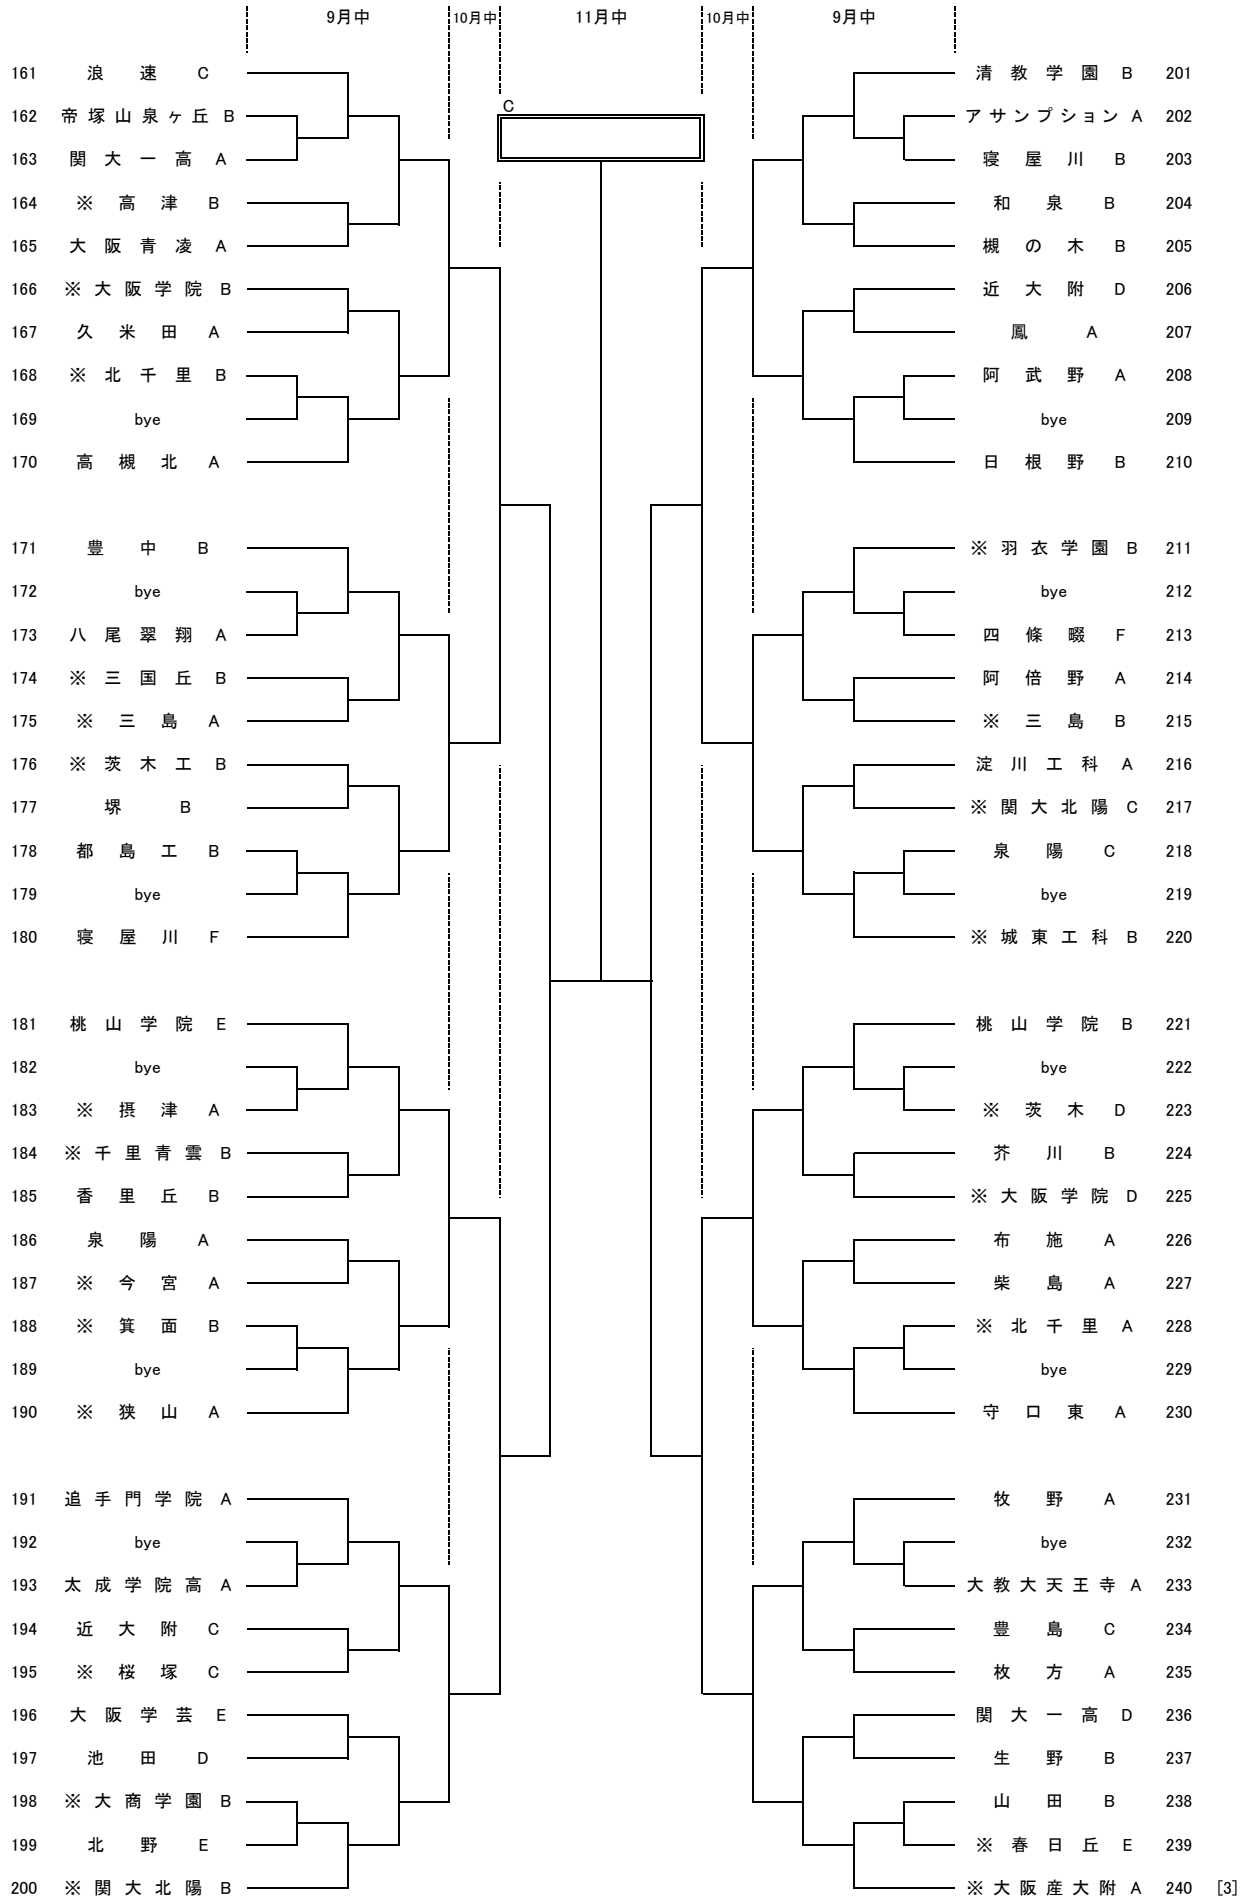 9月中 10月中 11月中 10月中 9月中
161 浪速 C 清教学園 B 201
C
162 帝塚山泉ヶ丘 B アサンプション A 202
163 関大一高 A 寝屋川 B 203
164 ※高津 B 和泉 B 204
165 大阪青凌 A 槻の木 B 205
166 ※大阪学院 B 近大附 D 206
167 久米田 A 鳳 A 207
168 ※北千里 B 阿武野 A 208
169 bye bye 209
170 高槻北 A 日根野 B 210
171 豊中 B ※羽衣学園 B 211
172 bye bye 212
173 八尾翠翔 A 四條畷 F 213
174 ※三国丘 B 阿倍野 A 214
175 ※三島 A ※三島 B 215
176 ※茨木工 B 淀川工科 A 216
177 堺 B ※関大北陽 C 217
178 都島工 B 泉陽 C 218
179 bye bye 219
180 寝屋川 F ※城東工科 B 220
181 桃山学院 E 桃山学院 B 221
182 bye bye 222
183 ※摂津 A ※茨木 D 223
184 ※千里青雲 B 芥川 B 224
185 香里丘 B ※大阪学院 D 225
186 泉陽 A 布施 A 226
187 ※今宮 A 柴島 A 227
188 ※箕面 B ※北千里 A 228
189 bye bye 229
190 ※狭山 A 守口東 A 230
191 追手門学院 A 牧野 A 231
192 bye bye 232
193 太成学院高 A 大教大天王寺 A 233
194 近大附 C 豊島 C 234
195 ※桜塚 C 枚方 A 235
196 大阪学芸 E 関大一高 D 236
197 池田 D 生野 B 237
198 ※大商学園 B 山田 B 238
199 北野 E ※春日丘 E 239
200 ※関大北陽 B ※大阪産大附 A 240 [3]